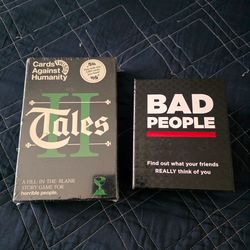 Cards
Against
Humanity
Tales
II
A FILL IN THE BLANK
STORY GAME FOR
horrible people.
BAD
PEOPLE
Find out what your friends
REALLY think of you